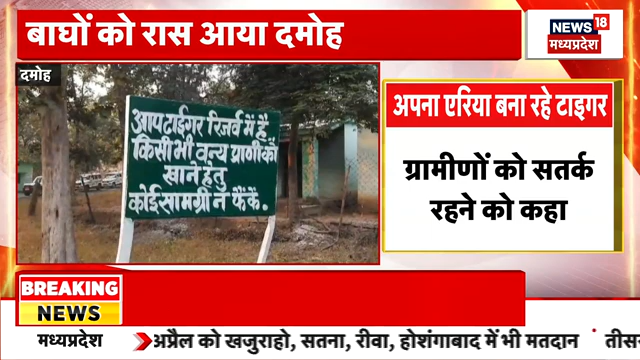 बाघों को रास आया दमोह
NEWS 18
मध्यप्रदेश
दमोह
आप टाईगर रिजर्व में हैं
किसी भी वन्य प्राणी को
खाने हेतु
कोई सामग्री न फैंकें.
अपना एरिया बना रहे टाइगर
ग्रामीणों को सतर्क
रहने को कहा
BREAKING
NEWS
मध्यप्रदेश
अप्रैल को खजुराहो, सतना, रीवा, होशंगाबाद में भी मतदान